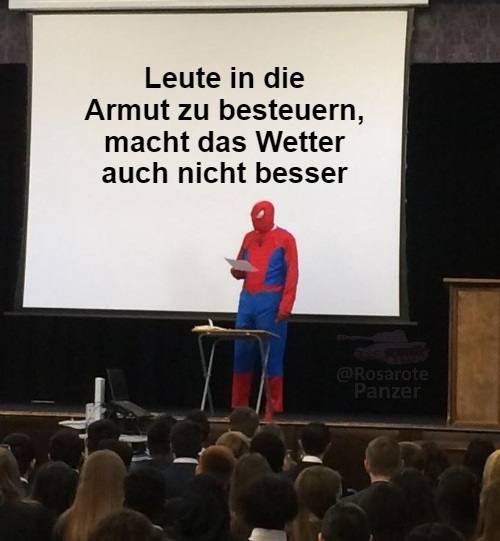 Leute in die
Armut zu besteuern,
macht das Wetter
auch nicht besser
@Rosarote
Panzer